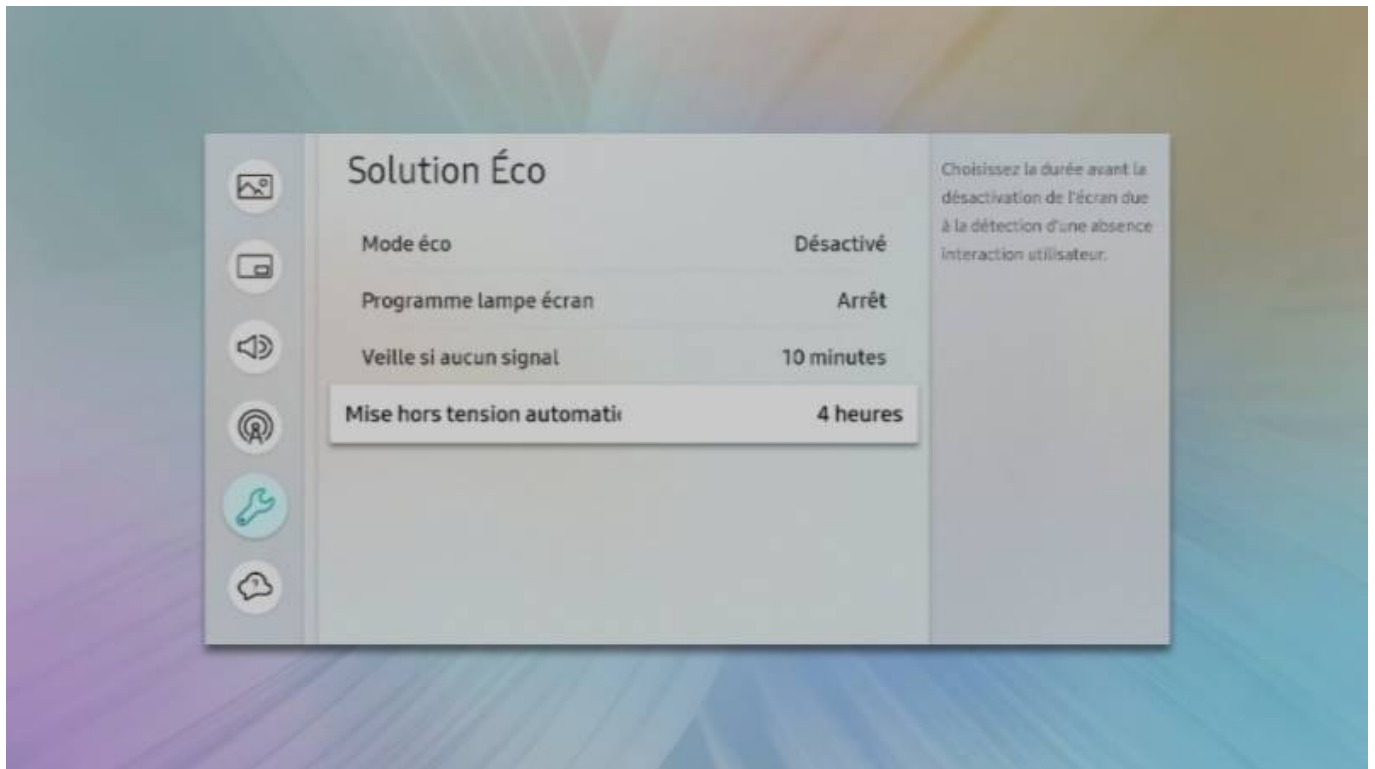 Solution Éco
Mode éco Désactivé
Programme lampe écran Arrêt
Veille si aucun signal 10 minutes
Mise hors tension automatic 4 heures
Choisissez la durée avant la
désactivation de l'écran due
à la détection d'une absence
interaction utilisateur.